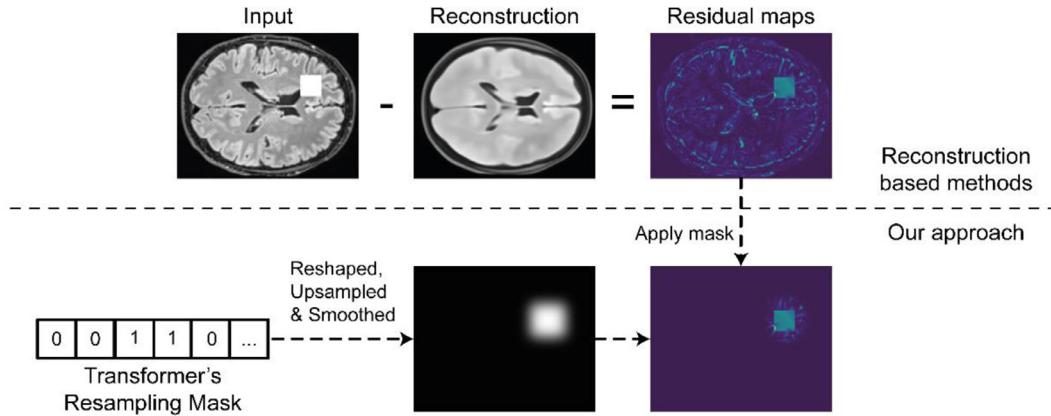 Input
Reconstruction
Residual maps
-
=
Reconstruction
based methods
Apply mask
Our approach
Reshaped,
Upsampled
& Smoothed
0 0 1 1 0 ...
Transformer's
Resampling Mask